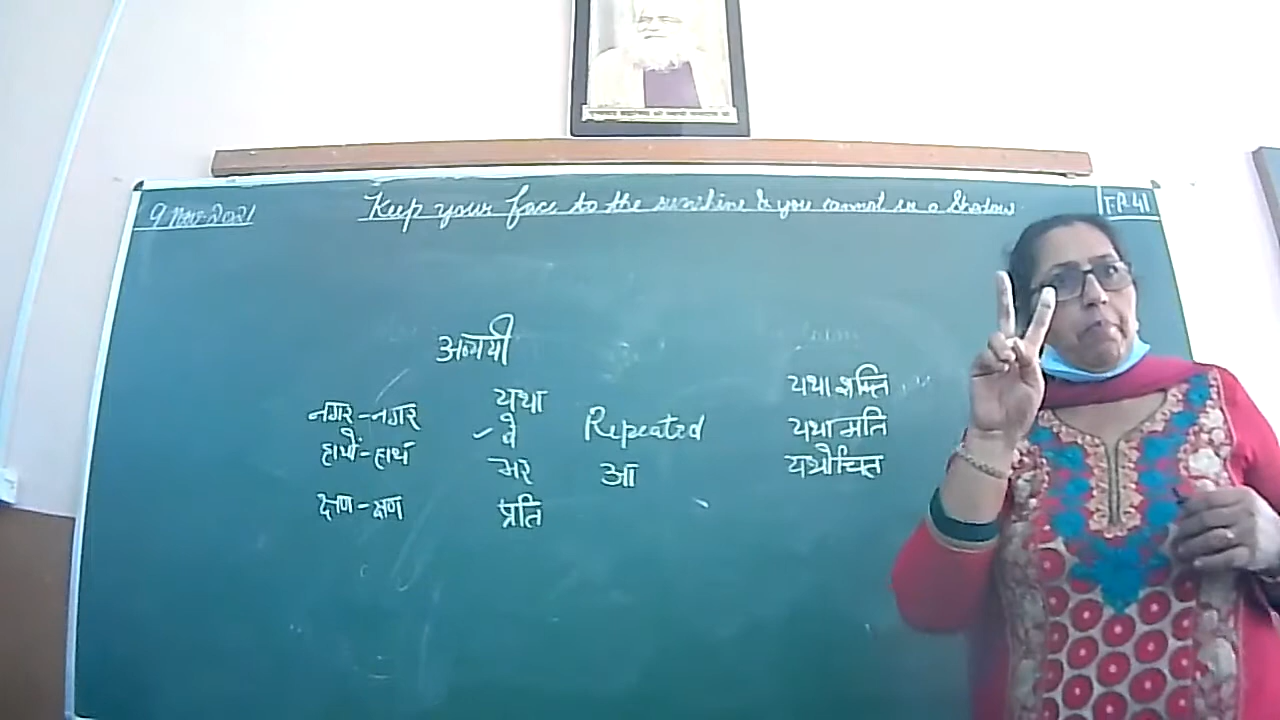 9 Nov-2021
Keep your face to the sunshine & you cannot see a Shadow
T.P. 41
अव्ययी
नगर-नगर
हाथों-हाथ
क्षण-क्षण
यथा
बे
भर
प्रति
Repeated
आ
यथाशक्ति
यथामति
यथोचित